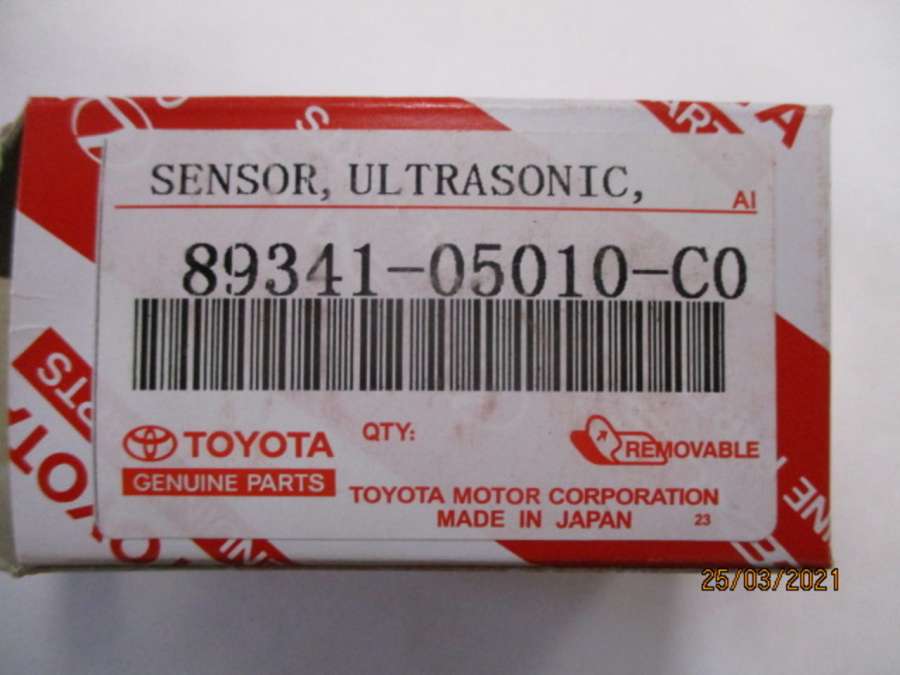 SENSOR, ULTRASONIC,
AI
89341-05010-C0
TOYOTA
GENUINE PARTS
QTY:
REMOVABLE
TOYOTA MOTOR CORPORATION
MADE IN JAPAN 23
25/03/2021